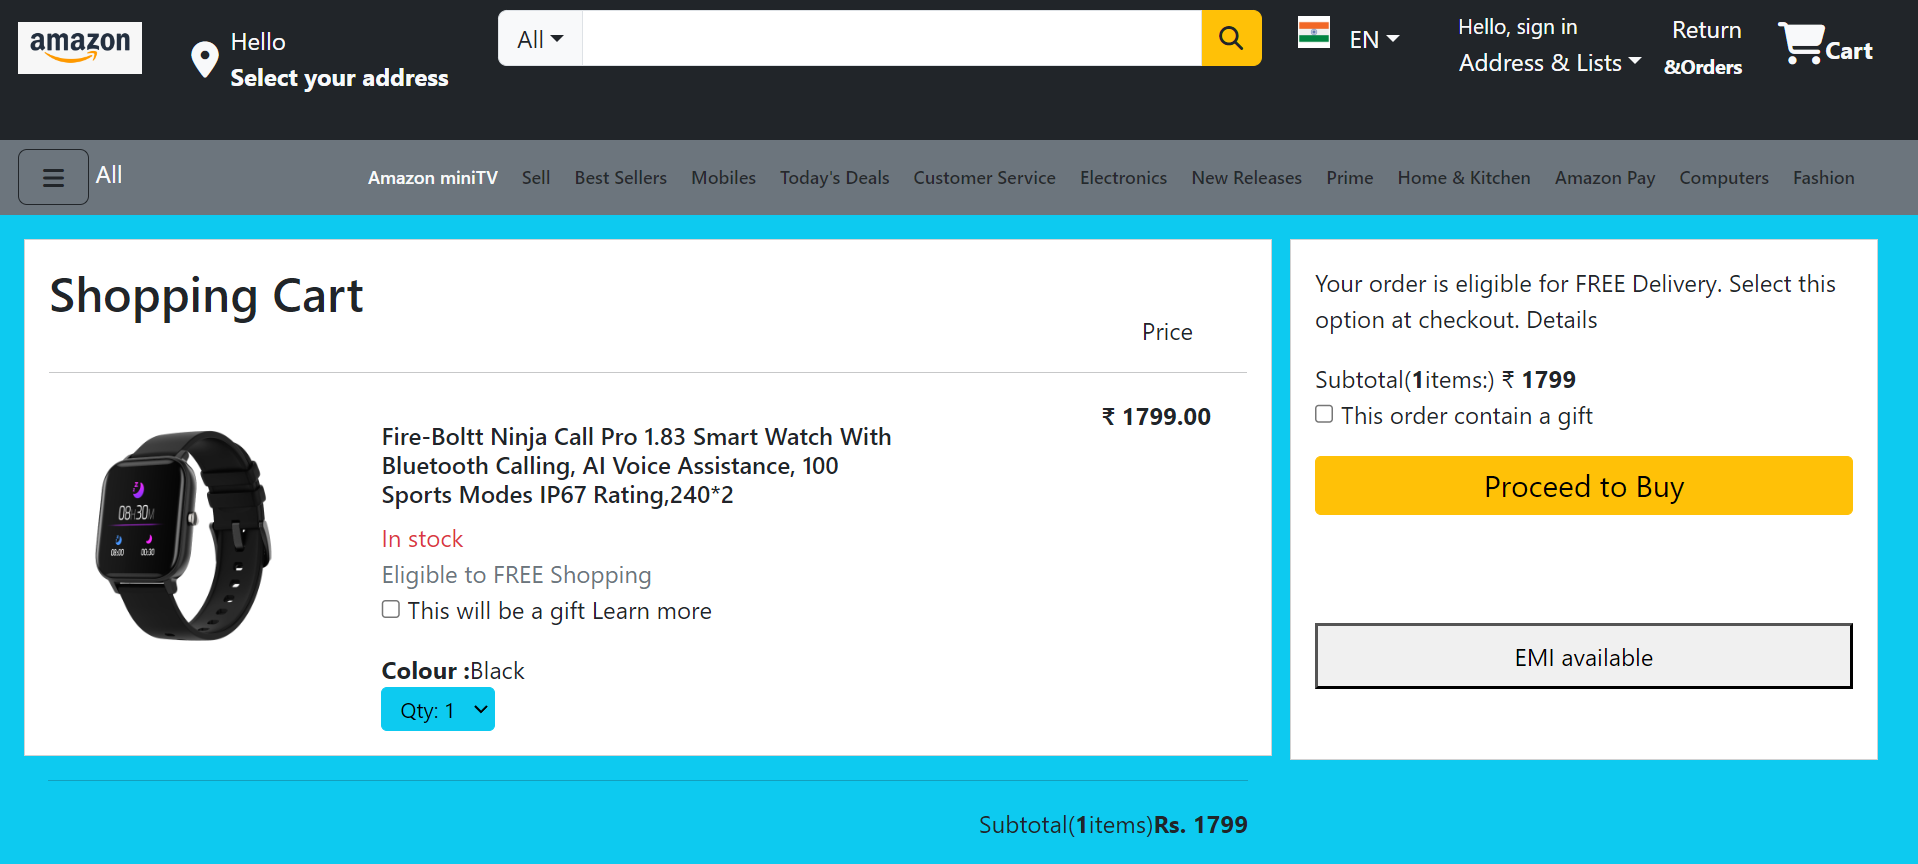 amazon
Hello
Select your address
All
EN
Hello, sign in
Address & Lists
Return
&Orders
Cart
All
Amazon miniTV Sell Best Sellers Mobiles Today's Deals Customer Service Electronics New Releases Prime Home & Kitchen Amazon Pay Computers Fashion
Shopping Cart
Price
Fire-Boltt Ninja Call Pro 1.83 Smart Watch With
Bluetooth Calling, AI Voice Assistance, 100
Sports Modes IP67 Rating,240*2
₹ 1799.00
In stock
Eligible to FREE Shopping
This will be a gift Learn more
Colour :Black
Qty: 1
08:30M
08:00 00:30
Your order is eligible for FREE Delivery. Select this
option at checkout. Details
Subtotal(1items:) ₹ 1799
This order contain a gift
Proceed to Buy
EMI available
Subtotal(1items)Rs. 1799